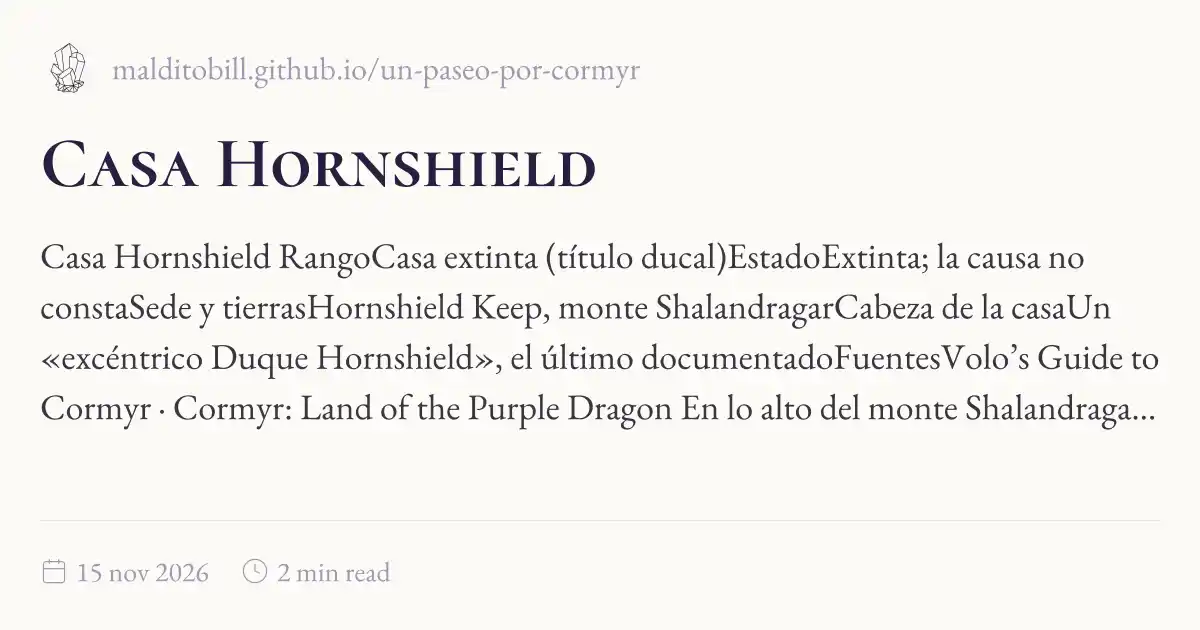 malditobill.github.io/un-paseo-por-cormyr
Casa Hornshield
Casa Hornshield RangoCasa extinta (título ducal)EstadoExtinta; la causa no
constaSede y tierrasHornshield Keep, monte ShalandragarCabeza de la casaUn
«excéntrico Duque Hornshield», el último documentadoFuentesVolo’s Guide to
Cormyr · Cormyr: Land of the Purple Dragon En lo alto del monte Shalandraga...
15 nov 2026
2 min read